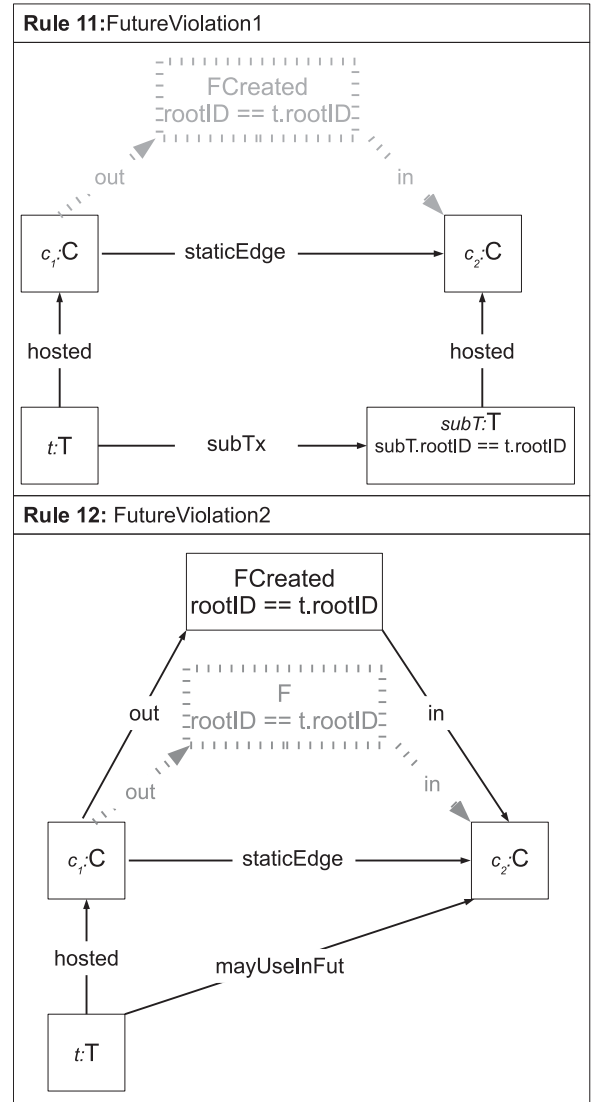 Rule 11:FutureViolation1
FCreated
rootID == t.rootID
out
in
c₁:C
staticEdge
c₂:C
hosted
hosted
t:T
subTx
subT:T
subT.rootID == t.rootID
Rule 12: FutureViolation2
FCreated
rootID == t.rootID
out
F
rootID == t.rootID
in
out
in
c₁:C
staticEdge
c₂:C
hosted
mayUseInFut
t:T